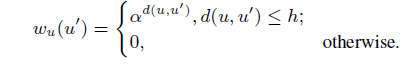 w_u(u') = { α^{d(u,u')}, d(u, u') ≤ h;
0, otherwise.